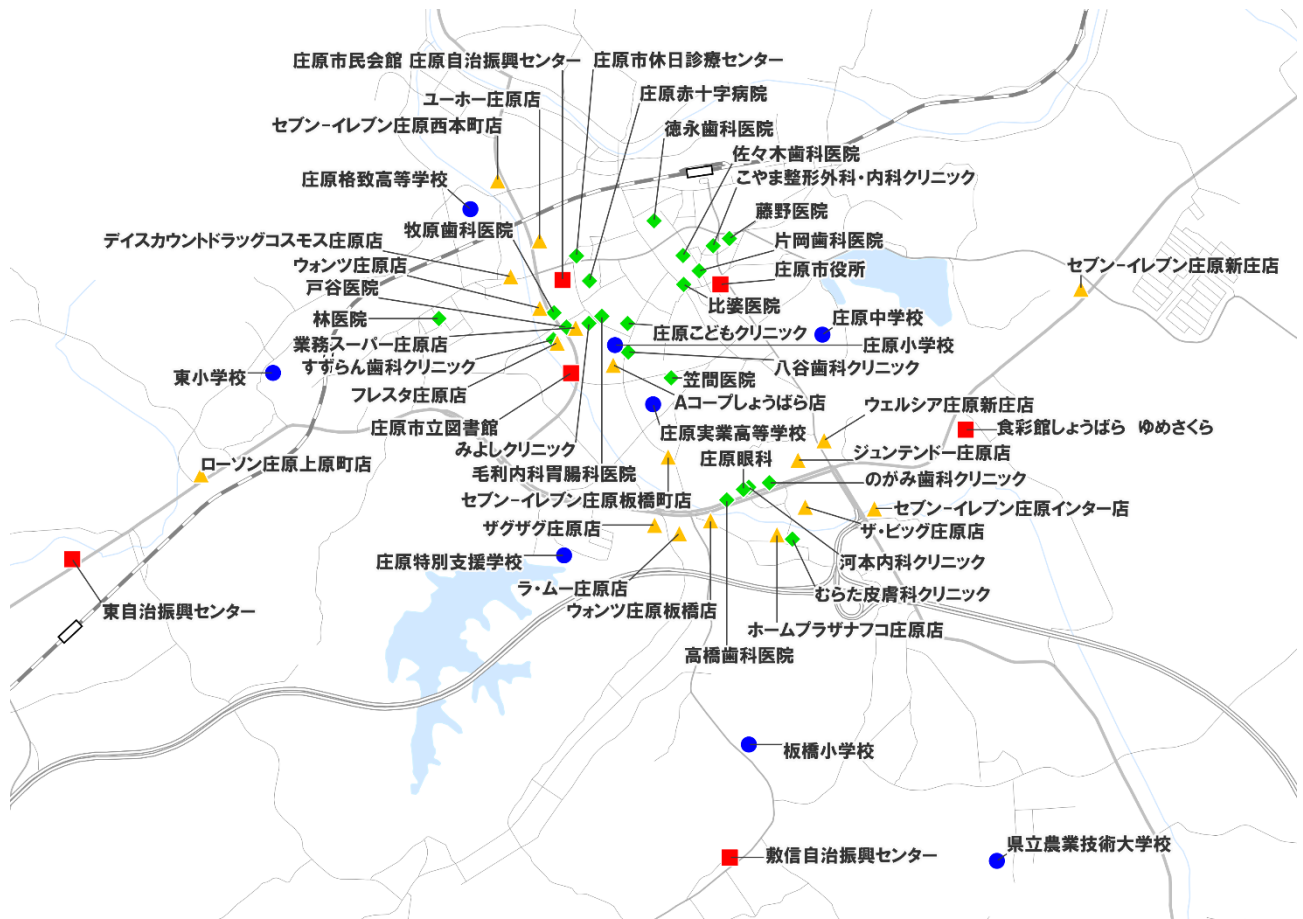 庄原市民会館 庄原自治振興センター
庄原市休日診療センター
ユーホー庄原店
庄原赤十字病院
セブン-イレブン庄原西本町店
徳永歯科医院
佐々木歯科医院
庄原格致高等学校
こやま整形外科・内科クリニック
牧原歯科医院
藤野医院
デイスカウントドラッグコスモス庄原店
片岡歯科医院
ウォンツ庄原店
庄原市役所
セブン-イレブン庄原新庄店
戸谷医院
比婆医院
林医院
庄原こどもクリニック
庄原中学校
業務スーパー庄原店
庄原小学校
すずらん歯科クリニック
八谷歯科クリニック
東小学校
笠間医院
フレスタ庄原店
Aコープしょうばら店
ウェルシア庄原新庄店
庄原市立図書館
庄原実業高等学校
食彩館しょうばら ゆめさくら
みよしクリニック
ジュンテンドー庄原店
ローソン庄原上原町店
毛利内科胃腸科医院
庄原眼科
のがみ歯科クリニック
セブン-イレブン庄原板橋町店
セブン-イレブン庄原インター店
ザグザグ庄原店
ザ・ビッグ庄原店
庄原特別支援学校
河本内科クリニック
ラ・ムー庄原店
むらた皮膚科クリニック
東自治振興センター
ウォンツ庄原板橋店
ホームプラザナフコ庄原店
高橋歯科医院
板橋小学校
敷信自治振興センター
県立農業技術大学校